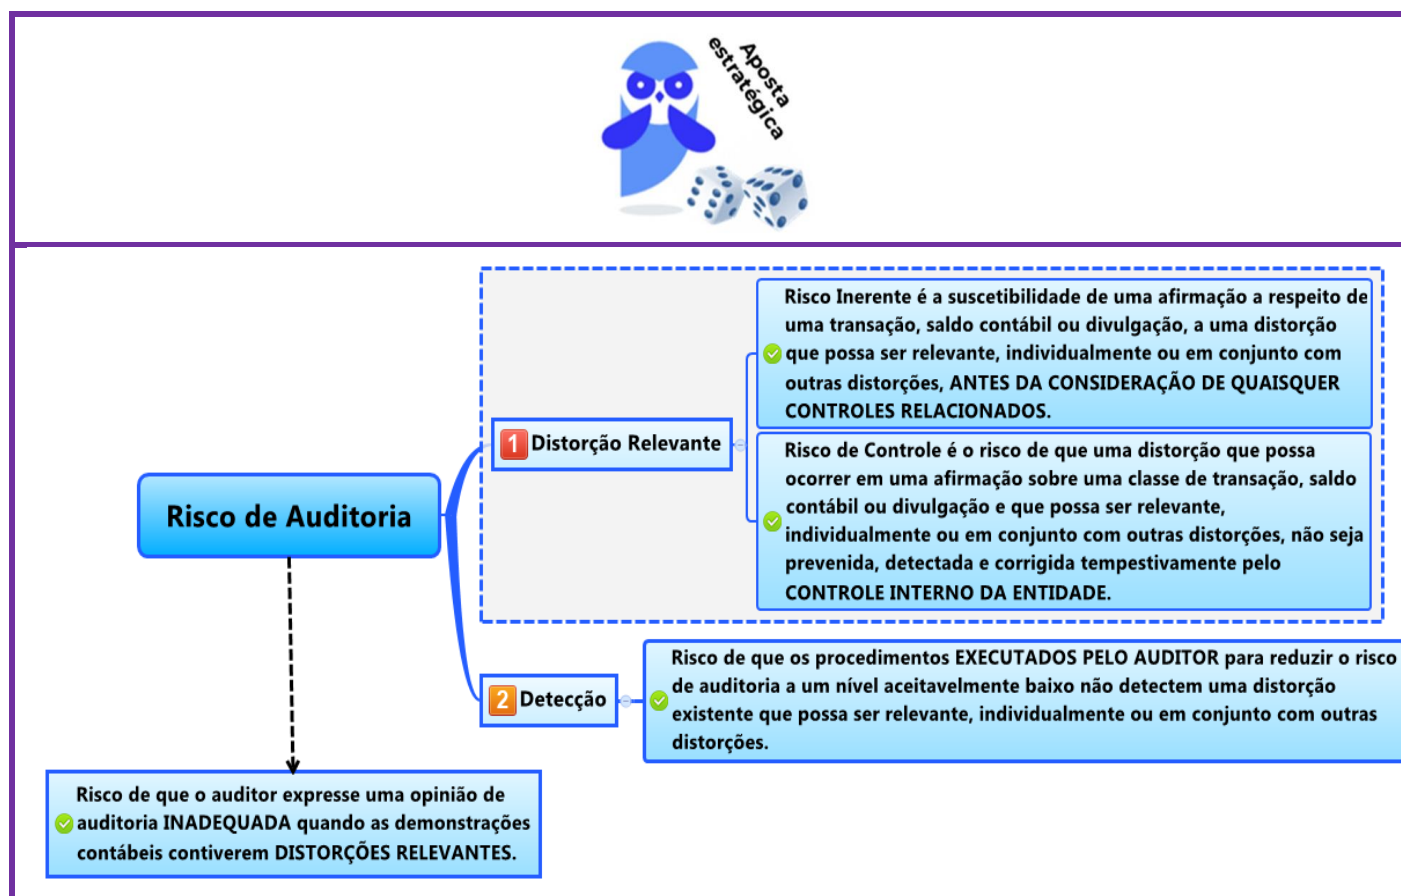 Aposta
estratégica
Risco Inerente é a suscetibilidade de uma afirmação a respeito de
uma transação, saldo contábil ou divulgação, a uma distorção
que possa ser relevante, individualmente ou em conjunto com
outras distorções, ANTES DA CONSIDERAÇÃO DE QUAISQUER
CONTROLES RELACIONADOS.
1 Distorção Relevante
Risco de Controle é o risco de que uma distorção que possa
ocorrer em uma afirmação sobre uma classe de transação, saldo
contábil ou divulgação e que possa ser relevante,
individualmente ou em conjunto com outras distorções, não seja
prevenida, detectada e corrigida tempestivamente pelo
CONTROLE INTERNO DA ENTIDADE.
Risco de Auditoria
2 Detecção
Risco de que os procedimentos EXECUTADOS PELO AUDITOR para reduzir o risco
de auditoria a um nível aceitavelmente baixo não detectem uma distorção
existente que possa ser relevante, individualmente ou em conjunto com outras
distorções.
Risco de que o auditor expresse uma opinião de
auditoria INADEQUADA quando as demonstrações
contábeis contiverem DISTORÇÕES RELEVANTES.